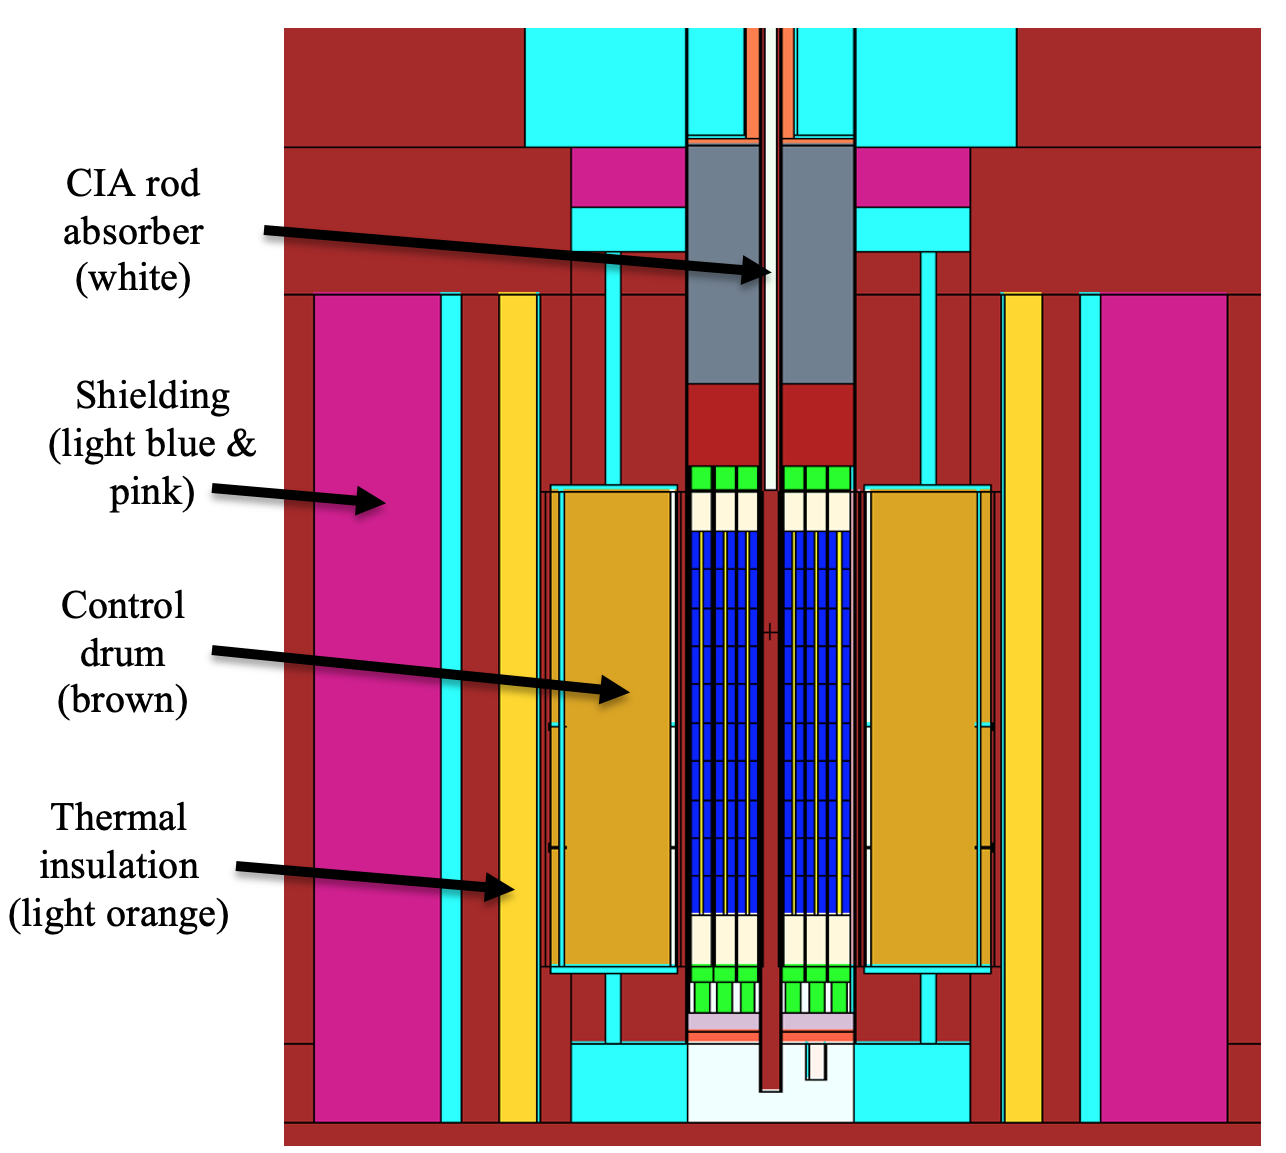 CIA rod
absorber
(white)
Shielding
(light blue &
pink)
Control
drum
(brown)
Thermal
insulation
(light orange)